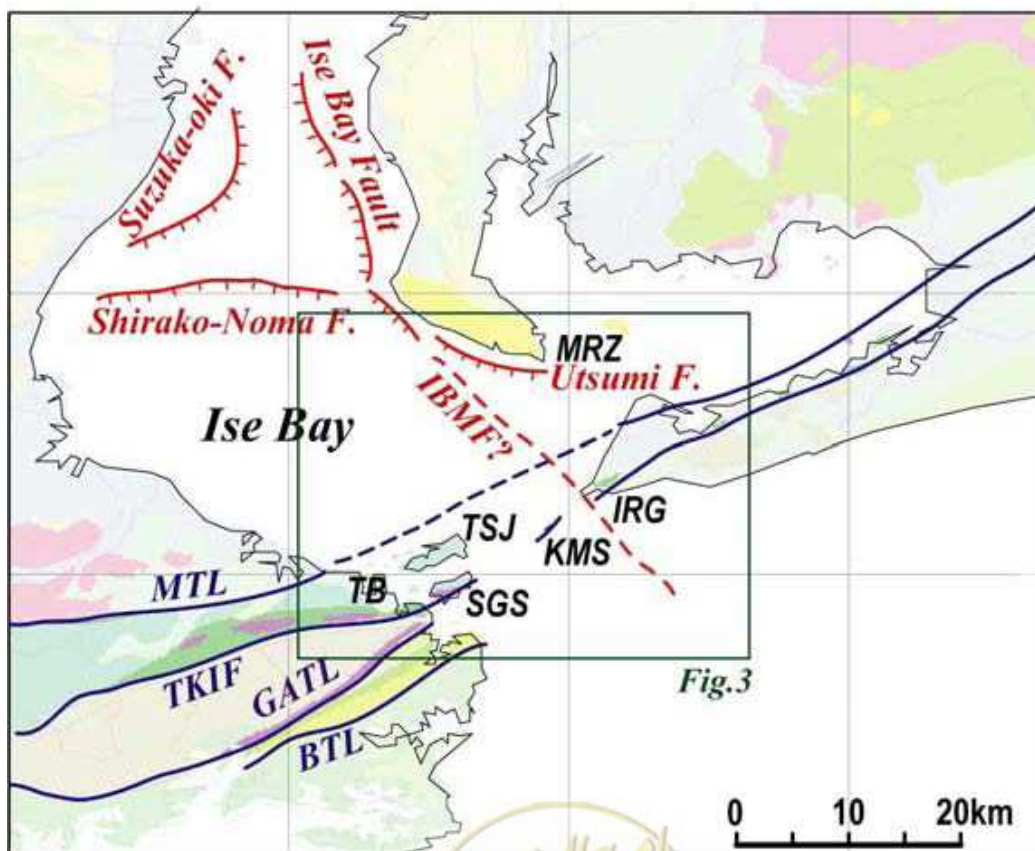 Suzuka-oki F.
Ise Bay Fault
Shirako-Noma F.
MRZ
Utsumi F.
IBMF?
Ise Bay
IRG
TSJ
KMS
MTL
TB
SGS
TKIF
GATL
Fig.3
BTL
0 10 20km